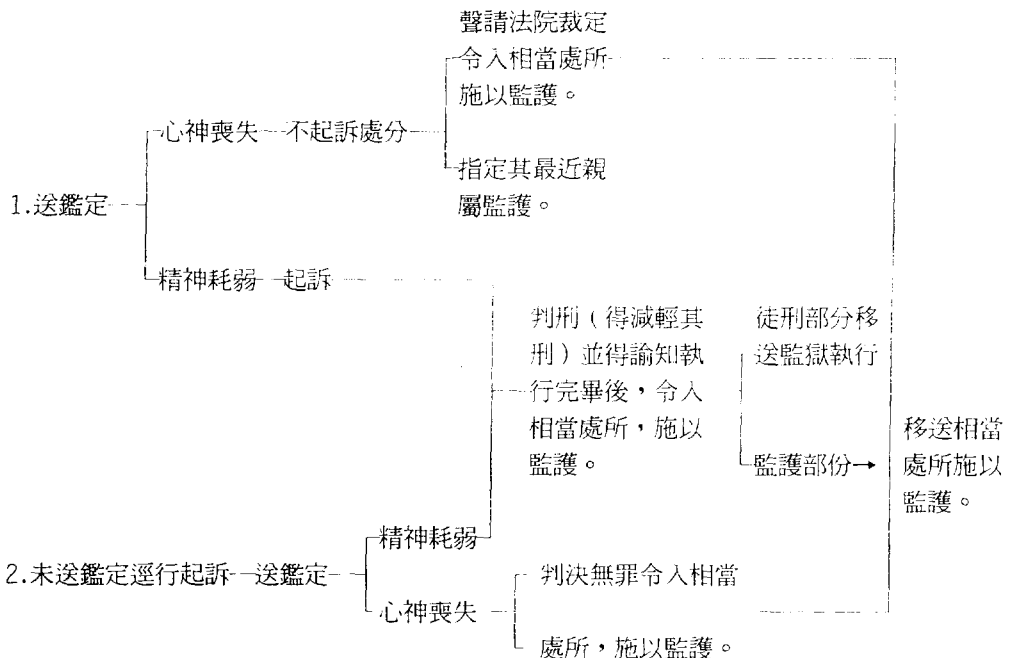 聲請法院裁定
令入相當處所
施以監護。
心神喪失
不起訴處分
指定其最近親
屬監護。
1.送鑑定
精神耗弱
起訴
判刑（得減輕其
刑）並得諭知執
行完畢後，令入
相當處所，施以
監護。
徒刑部分移
送監獄執行
監護部份→
移送相當
處所施以
監護。
精神耗弱
2.未送鑑定逕行起訴
送鑑定
心神喪失
判決無罪令入相當
處所，施以監護。